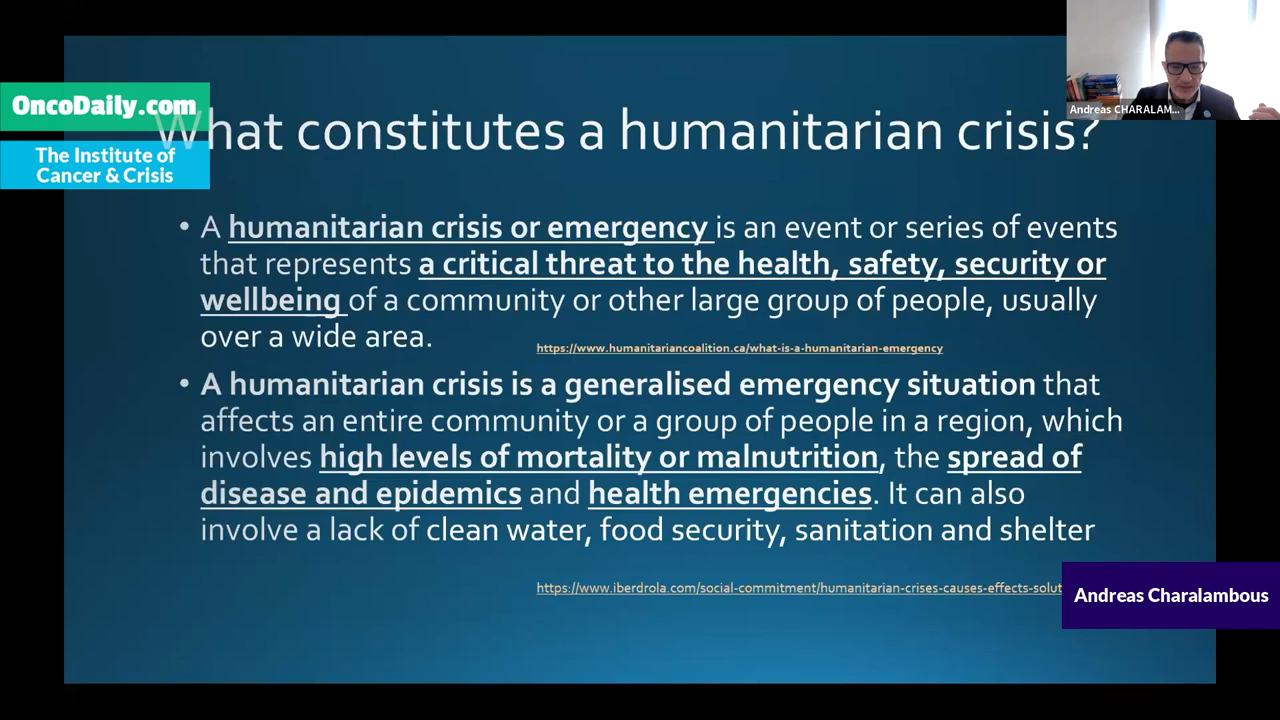 OncoDaily.com
The Institute of
Cancer & Crisis
Andreas CHARALAM...
What constitutes a humanitarian crisis?
• A humanitarian crisis or emergency is an event or series of events
that represents a critical threat to the health, safety, security or
wellbeing of a community or other large group of people, usually
over a wide area.
https://www.humanitariancoalition.ca/what-is-a-humanitarian-emergency
• A humanitarian crisis is a generalised emergency situation that
affects an entire community or a group of people in a region, which
involves high levels of mortality or malnutrition, the spread of
disease and epidemics and health emergencies. It can also
involve a lack of clean water, food security, sanitation and shelter
https://www.iberdrola.com/social-commitment/humanitarian-crises-causes-effects-solut
Andreas Charalambous